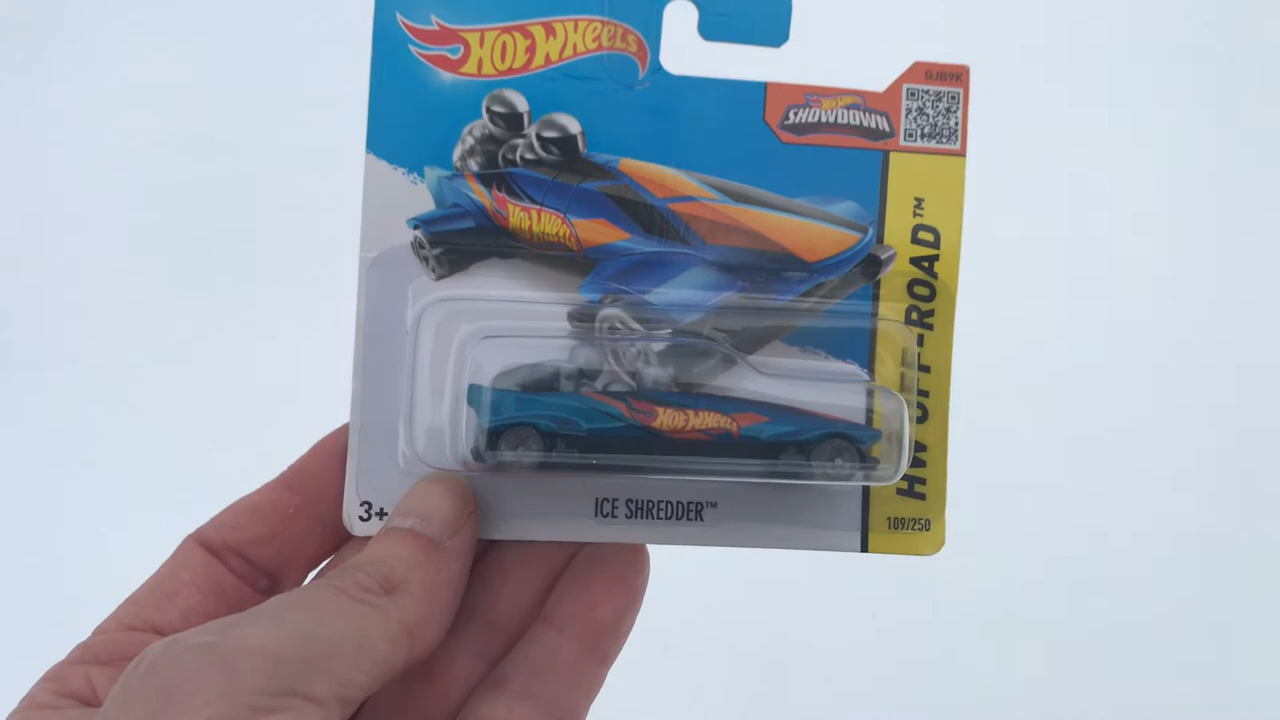 HOT WHEELS
GJB9K
HOT WHEELS
SHOWDOWN
HOT WHEELS
HW OFF-ROAD™
HOT WHEELS
3+
ICE SHREDDER™
109/250